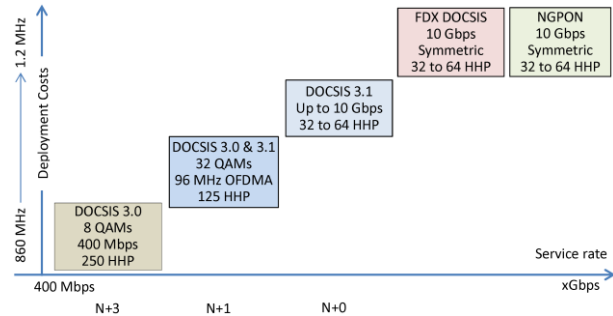 FDX DOCSIS
10 Gbps
Symmetric
32 to 64 HHP
NGPON
10 Gbps
Symmetric
32 to 64 HHP
DOCSIS 3.1
Up to 10 Gbps
32 to 64 HHP
DOCSIS 3.0 & 3.1
32 QAMs
96 MHz OFDMA
125 HHP
DOCSIS 3.0
8 QAMs
400 Mbps
250 HHP
1.2 MHz
860 MHz
Deployment Costs
Service rate
400 Mbps
xGbps
N+3
N+1
N+0